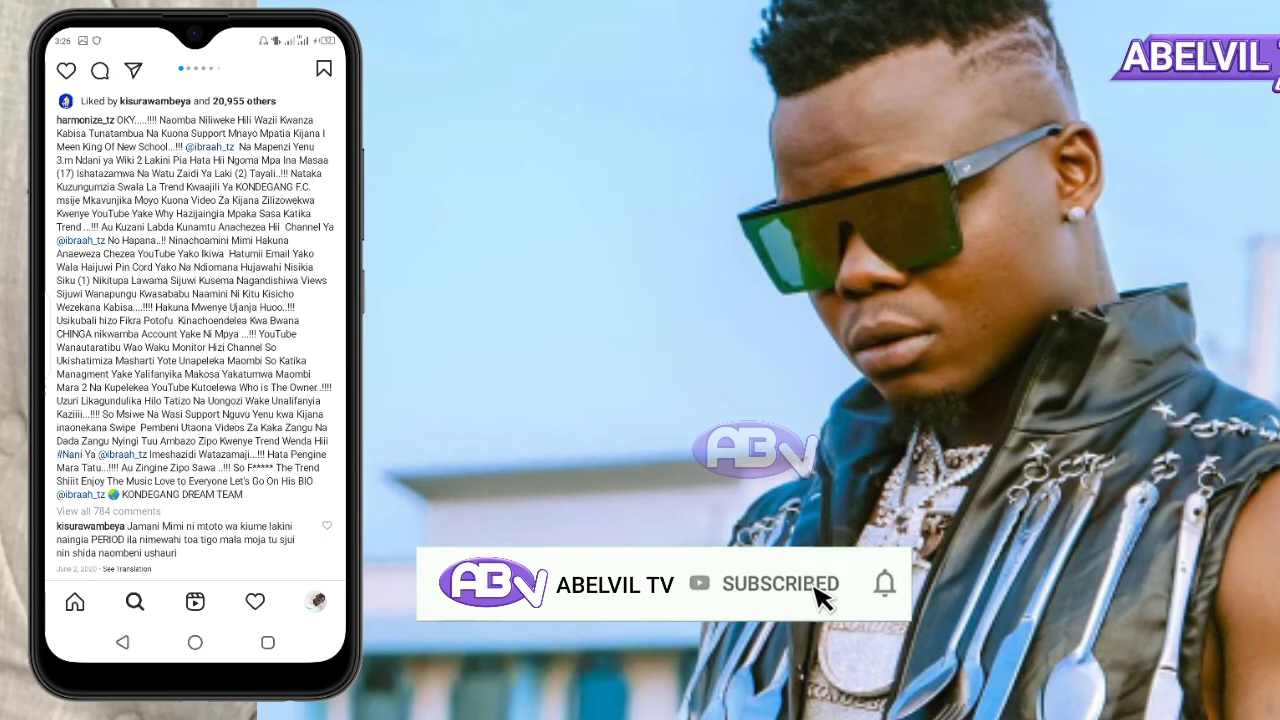 3:26
Liked by kisurawambeya and 20,955 others
harmonize_tz OKY.....!!!! Naomba Niliweke Hili Wazii Kwanza
Kabisa Tunatambua Na Kuona Support Mnayo Mpatia Kijana I
Meen King Of New School...!!! @ibraah_tz Na Mapenzi Yenu
3.m Ndani ya Wiki 2 Lakini Pia Hata Hii Ngoma Mpa Ina Masaa
(17) Ishatazamwa Na Watu Zaidi Ya Laki (2) Tayali..!!! Nataka
Kuzungumzia Swala La Trend Kwaajili Ya KONDEGANG F.C.
msije Mkavunjika Moyo Kuona Video Za Kijana Zilizowekwa
Kwenye YouTube Yake Why Hazijaingia Mpaka Sasa Katika
Trend ...!!! Au Kuzani Labda Kunamtu Anachezea Hii Channel Ya
@ibraah_tz No Hapana..!! Ninachoamini Mimi Hakuna
Anaeweza Chezea YouTube Yako Ikiwa Hatumii Email Yako
Wala Haijuwi Pin Cord Yako Na Ndiomana Hujawahi Nisikia
Siku (1) Nikitupa Lawama Sijuwi Kusema Nagandishiwa Views
Sijuwi Wanapungu Kwasababu Naamini Ni Kitu Kisicho
Wezekana Kabisa....!!!! Hakuna Mwenye Ujanja Huoo..!!!
Usikubali hizo Fikra Potofu Kinachoendelea Kwa Bwana
CHINGA nikwamba Account Yake Ni Mpya ...!!! YouTube
Wanautaratibu Wao Waku Monitor Hizi Channel So
Ukishatimiza Masharti Yote Unapeleka Maombi So Katika
Managment Yake Yalifanyika Makosa Yakatumwa Maombi
Mara 2 Na Kupelekea YouTube Kutoelewa Who is The Owner..!!!!
Uzuri Likagundulika Hilo Tatizo Na Uongozi Wake Unalifanyia
Kaziiii...!!!! So Msiwe Na Wasi Support Nguvu Yenu kwa Kijana
inaonekana Swipe Pembeni Utaona Videos Za Kaka Zangu Na
Dada Zangu Nyingi Tuu Ambazo Zipo Kwenye Trend Wenda Hiii
#Nani Ya @ibraah_tz Imeshazidi Watazamaji...!!! Hata Pengine
Mara Tatu...!!!! Au Zingine Zipo Sawa ..!!! So F***** The Trend
Shiiit Enjoy The Music Love to Everyone Let's Go On His BIO
@ibraah_tz 🌏 KONDEGANG DREAM TEAM
View all 784 comments
kisurawambeya Jamani Mimi ni mtoto wa kiume lakini
naingia PERIOD ila nimewahi toa tigo mala moja tu sjui
nin shida naombeni ushauri
June 2, 2020 · See Translation
ABELVIL
ABV
ABV ABELVIL TV SUBSCRIBED